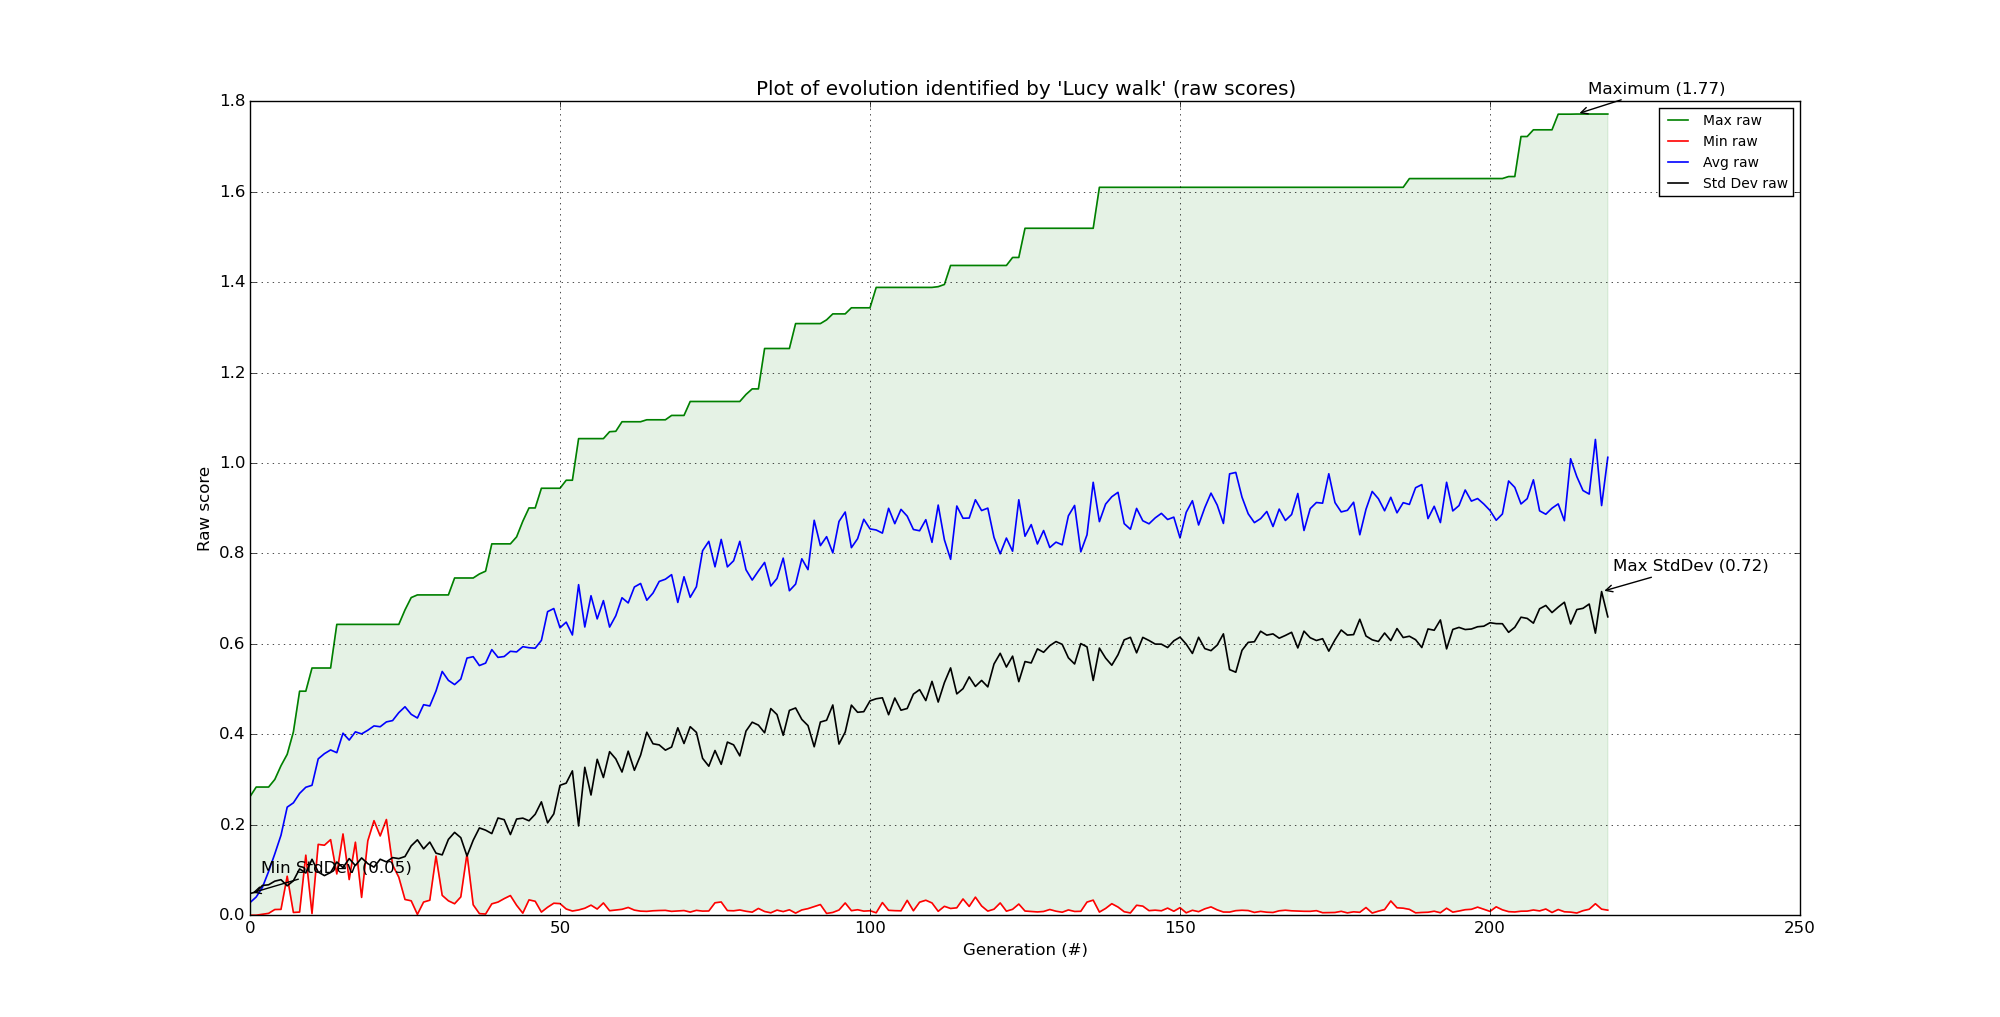 Plot of evolution identified by 'Lucy walk' (raw scores)
Maximum (1.77)
Max raw
Min raw
Avg raw
Std Dev raw
Max StdDev (0.72)
Min StdDev (0.05)
Raw score
1.8
1.6
1.4
1.2
1.0
0.8
0.6
0.4
0.2
0.0
0 50 100 150 200 250
Generation (#)